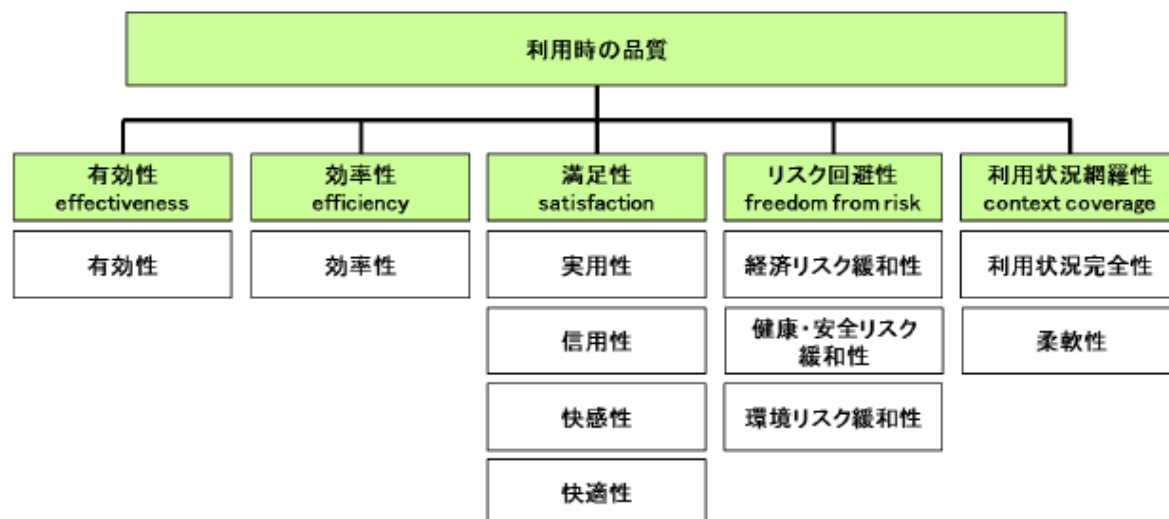 利用時の品質
有効性
effectiveness
効率性
efficiency
満足性
satisfaction
リスク回避性
freedom from risk
利用状況網羅性
context coverage
有効性
効率性
実用性
経済リスク緩和性
利用状況完全性
信用性
健康・安全リスク
緩和性
柔軟性
快感性
環境リスク緩和性
快適性